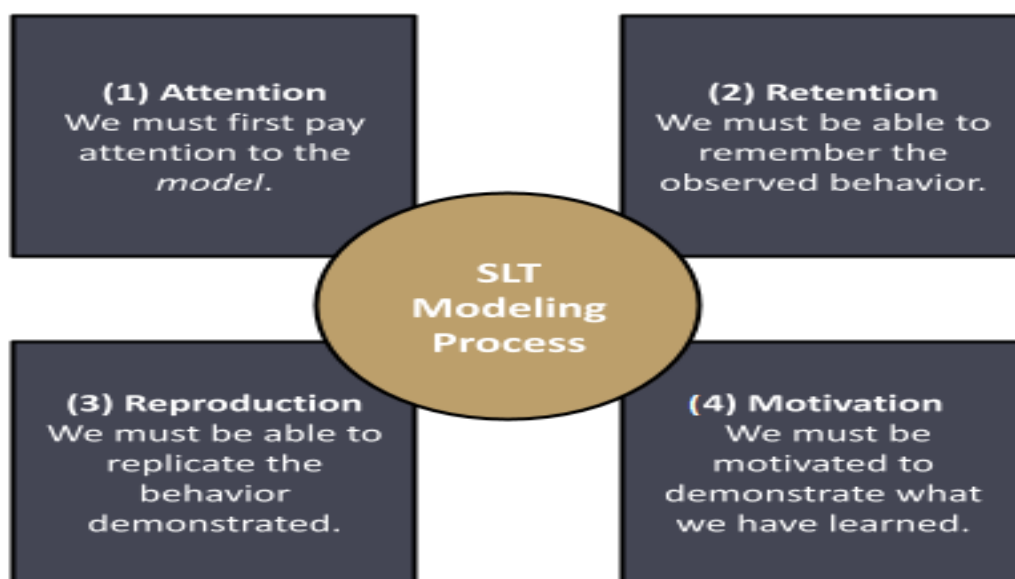 (1) Attention
We must first pay
attention to the
model.
(2) Retention
We must be able to
remember the
observed behavior.
SLT
Modeling
Process
(3) Reproduction
We must be able to
replicate the
behavior
demonstrated.
(4) Motivation
We must be
motivated to
demonstrate what
we have learned.